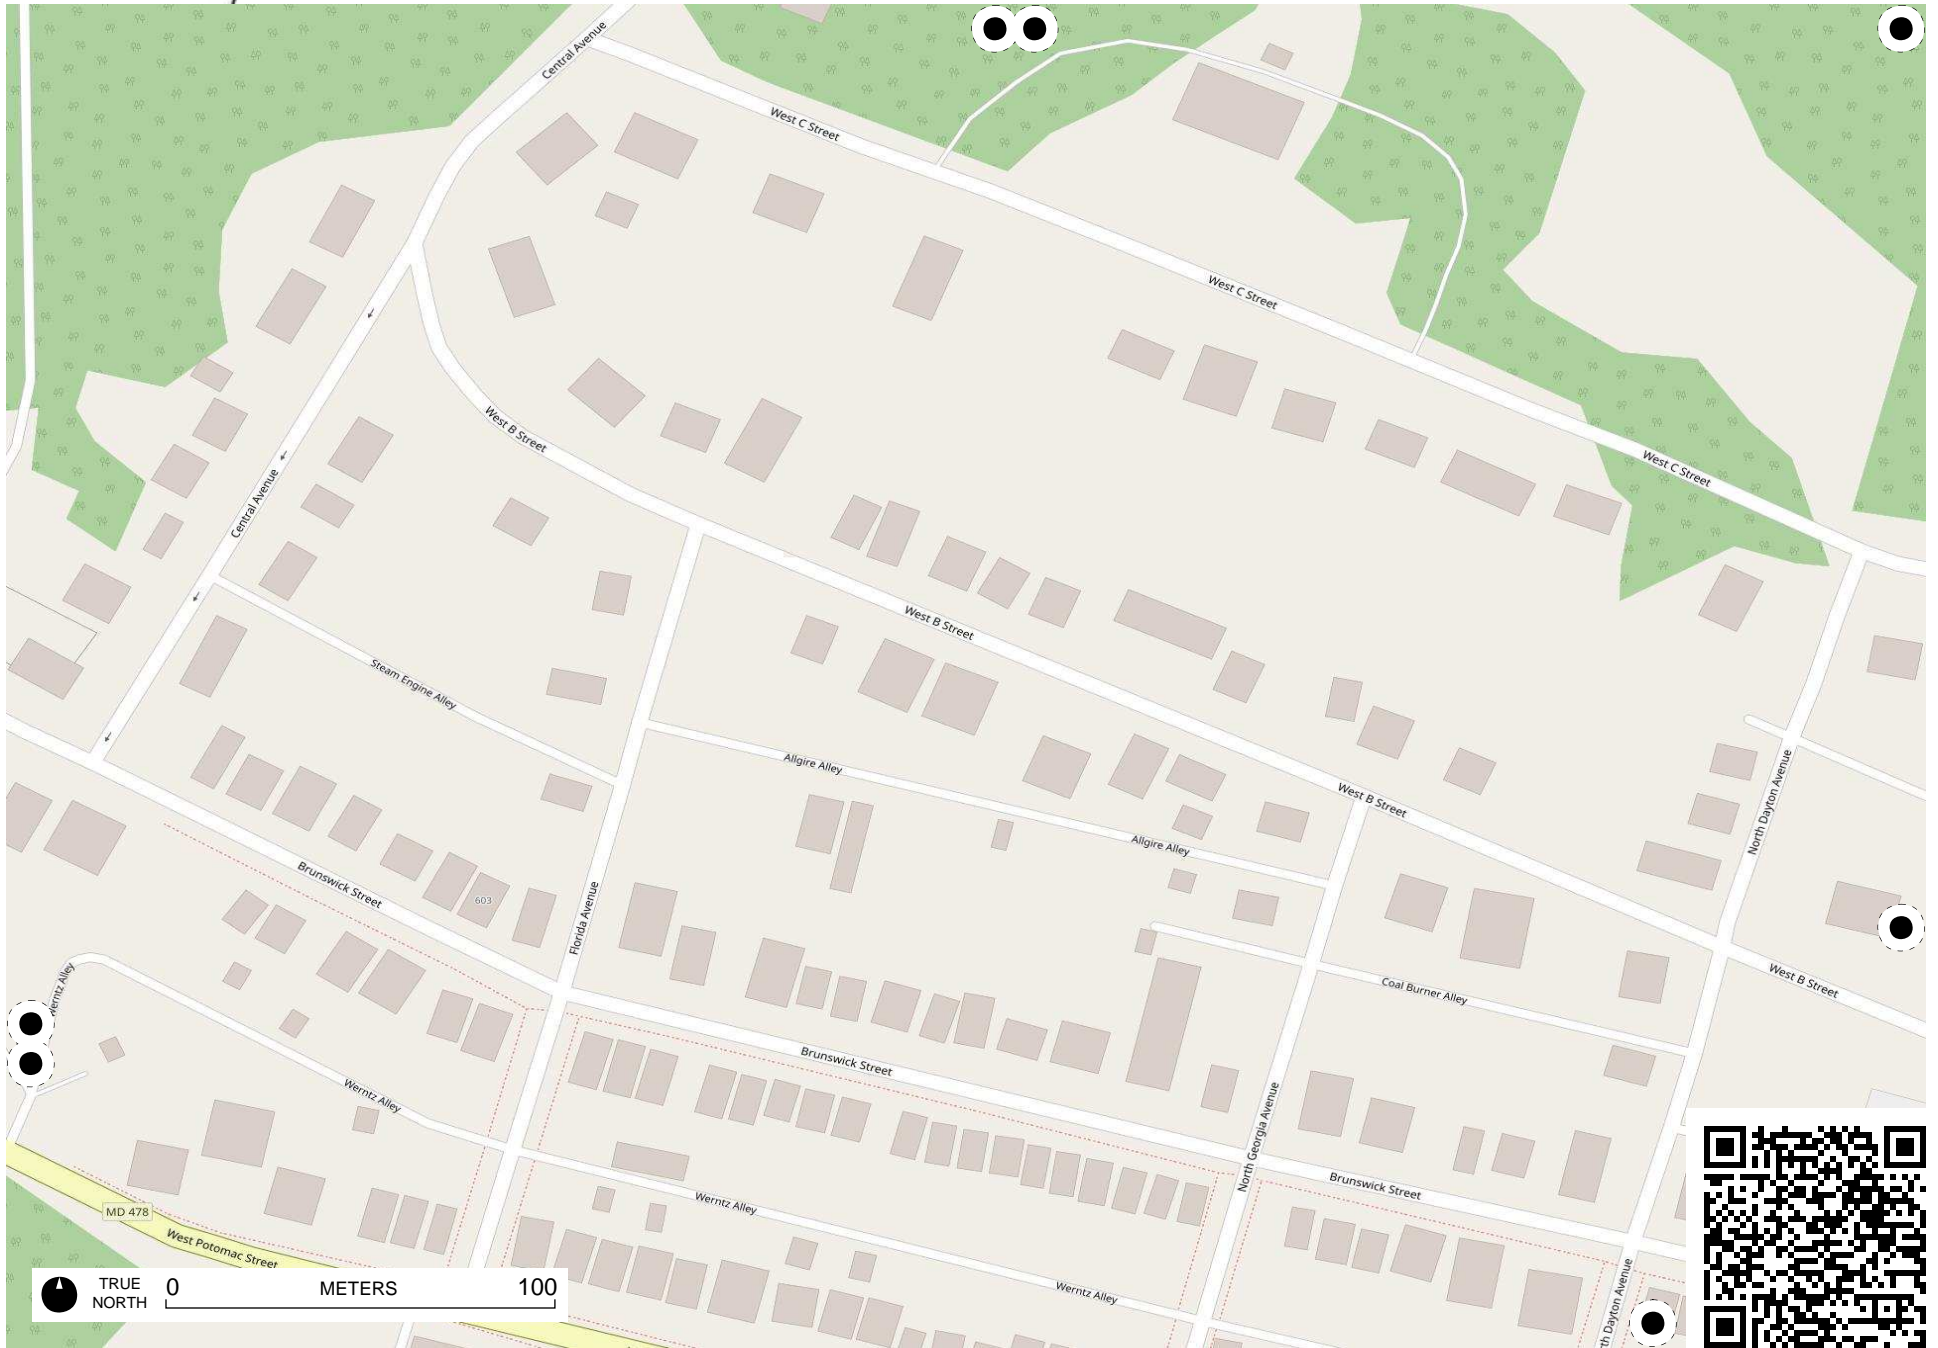 Central Avenue
West C Street
West C Street
West B Street
West C Street
Central Avenue
West B Street
Steam Engine Alley
Allgire Alley
West B Street
North Dayton Avenue
Allgire Alley
Brunswick Street
603
Florida Avenue
West B Street
Coal Burner Alley
Werntz Alley
Brunswick Street
Werntz Alley
North Georgia Avenue
Brunswick Street
Werntz Alley
MD 478
West Potomac Street
Werntz Alley
TRUE
NORTH
0 METERS 100